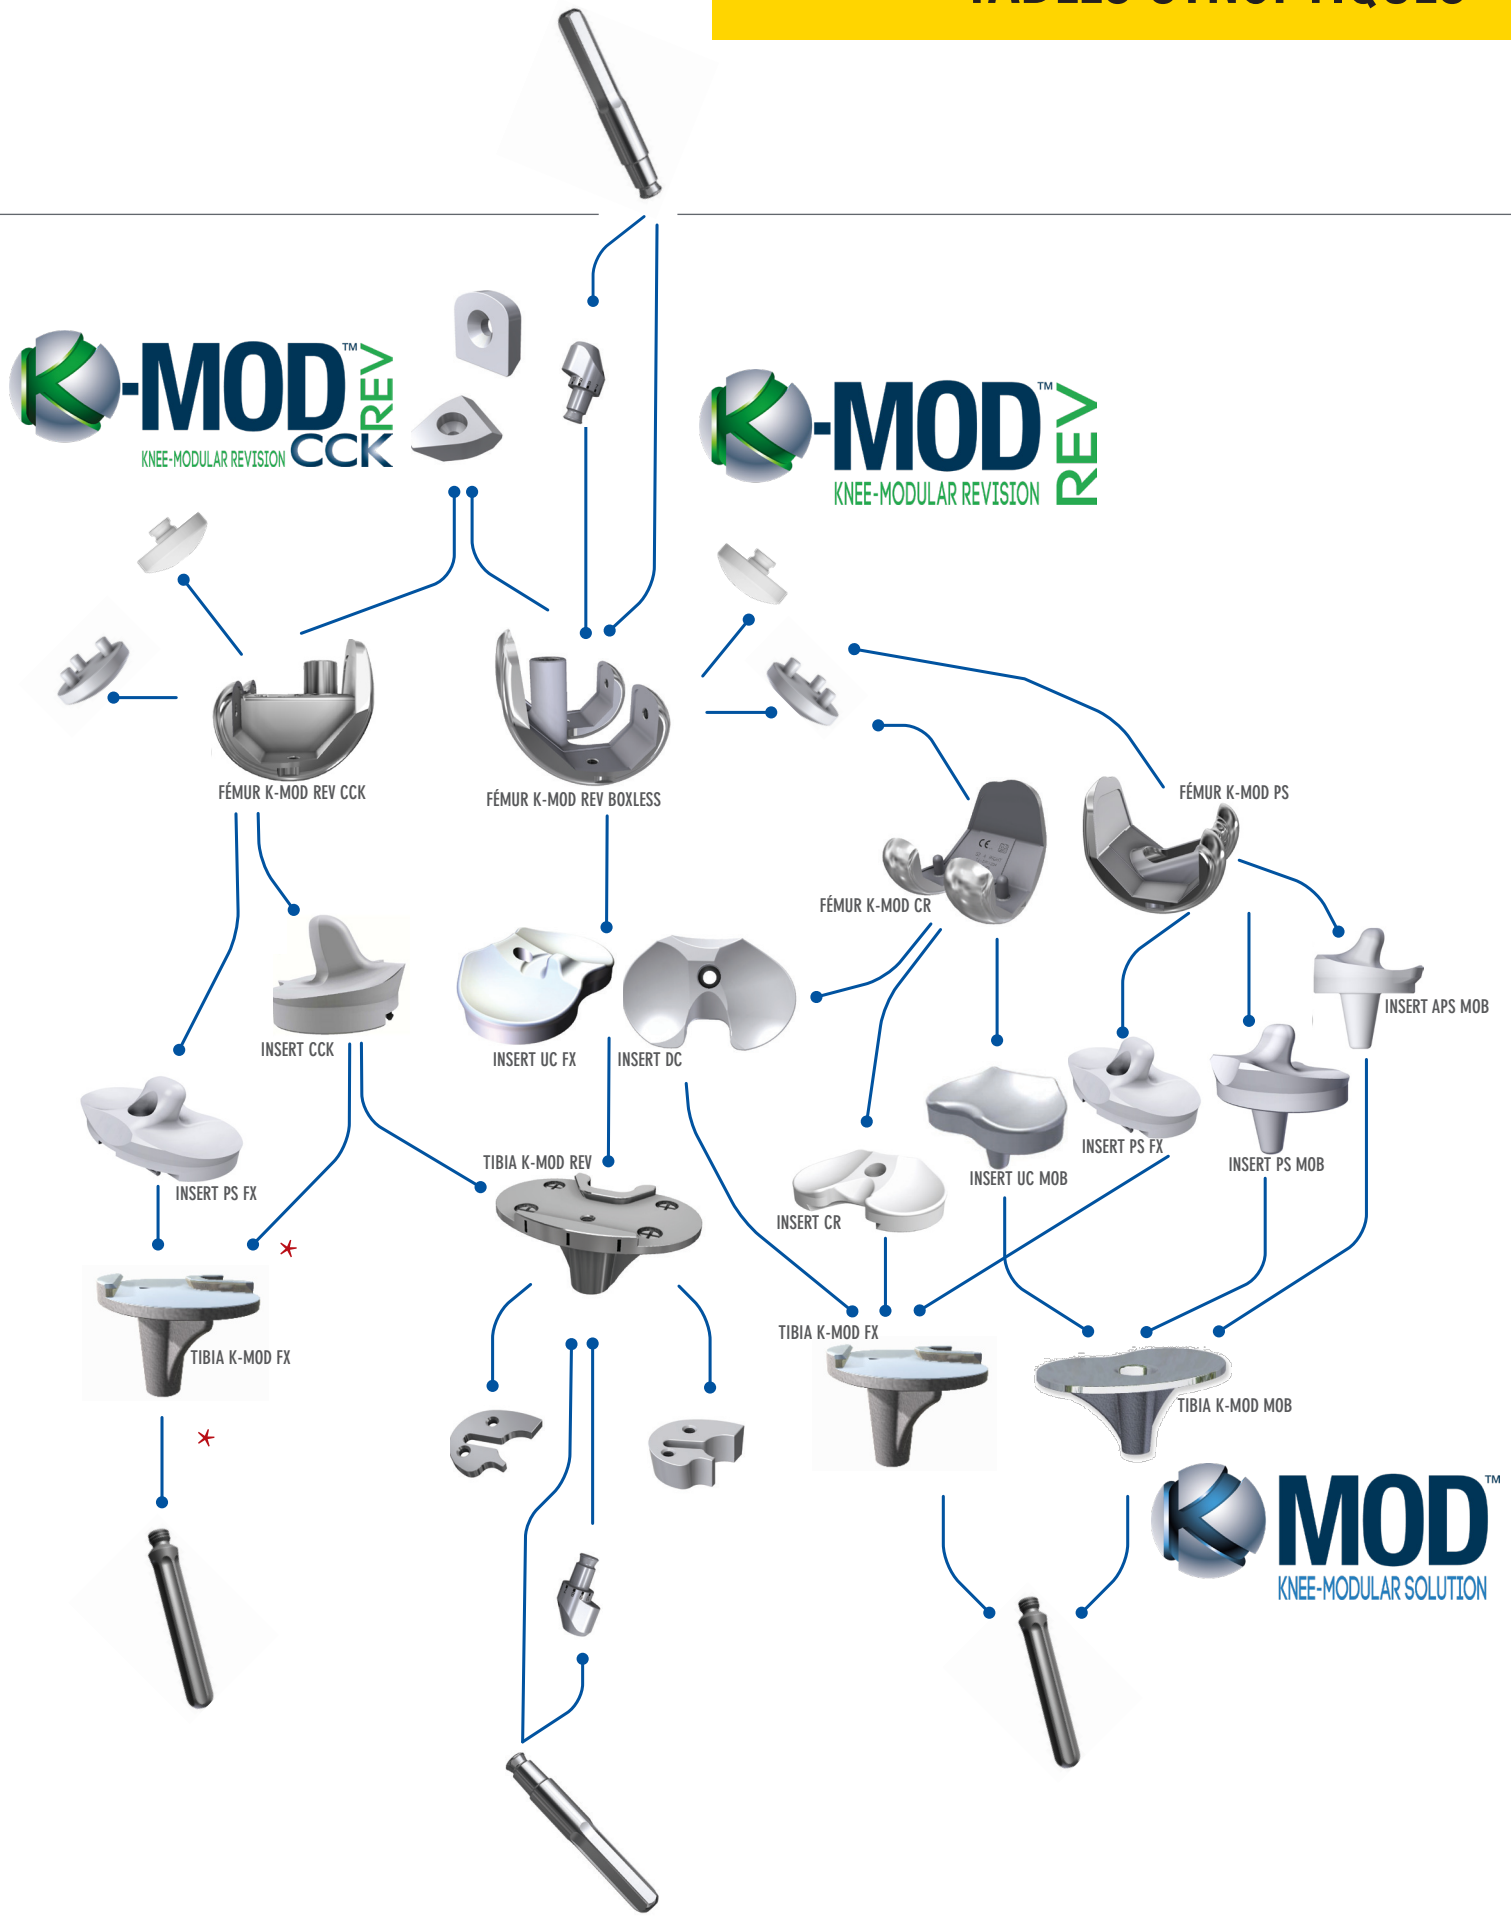 TABLES SYNOPTIQUES
K-MOD™ REV
KNEE-MODULAR REVISION CCK
K-MOD™ REV
KNEE-MODULAR REVISION
FÉMUR K-MOD REV CCK
FÉMUR K-MOD REV BOXLESS
FÉMUR K-MOD PS
FÉMUR K-MOD CR
CE
INSERT APS MOB
INSERT CCK
INSERT UC FX
INSERT DC
INSERT PS FX
INSERT PS MOB
INSERT UC MOB
TIBIA K-MOD REV
INSERT PS FX
INSERT CR
TIBIA K-MOD FX
TIBIA K-MOD FX
TIBIA K-MOD MOB
K MOD™
KNEE-MODULAR SOLUTION